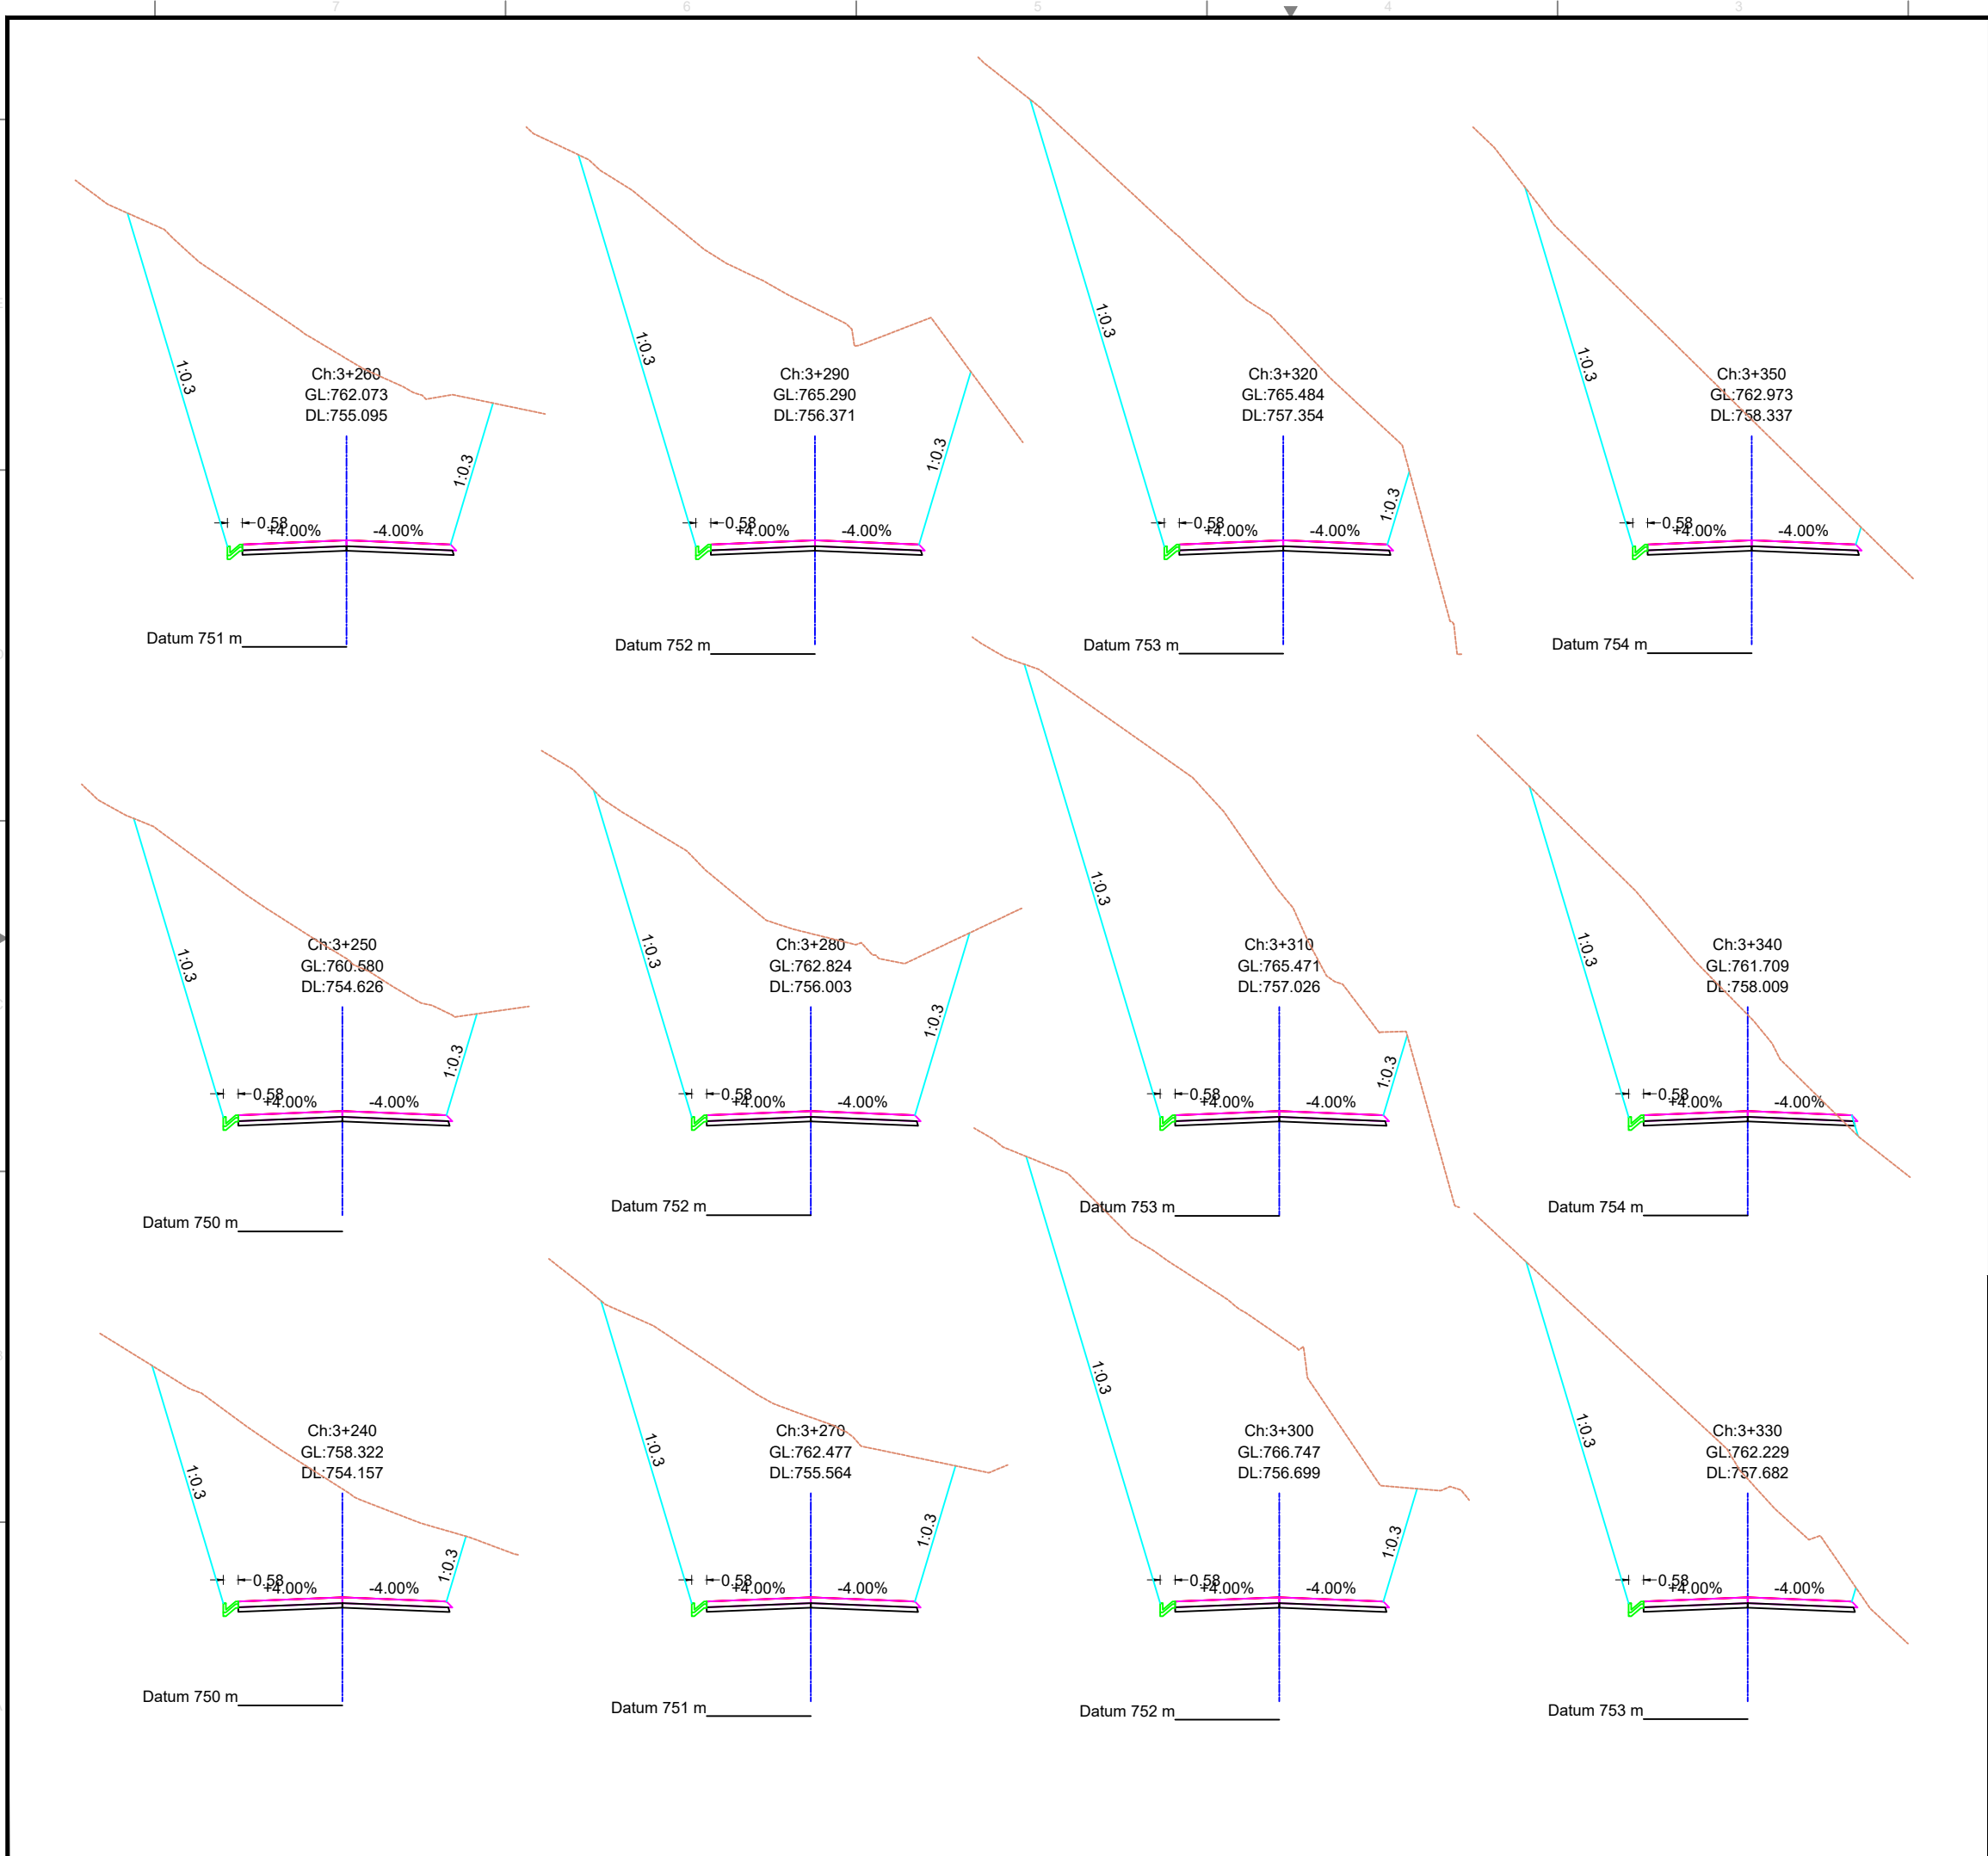 7 6 5 4 3
1:0.3
Ch:3+260
GL:762.073
DL:755.095
1:0.3
0.58
+4.00% -4.00%
Datum 751 m
1:0.3
Ch:3+290
GL:765.290
DL:756.371
1:0.3
0.58
+4.00% -4.00%
Datum 752 m
1:0.3
Ch:3+320
GL:765.484
DL:757.354
1:0.3
0.58
+4.00% -4.00%
Datum 753 m
1:0.3
Ch:3+350
GL:762.973
DL:758.337
0.58
+4.00% -4.00%
Datum 754 m
1:0.3
Ch:3+250
GL:760.580
DL:754.626
1:0.3
0.58
+4.00% -4.00%
Datum 750 m
1:0.3
Ch:3+280
GL:762.824
DL:756.003
1:0.3
0.58
+4.00% -4.00%
Datum 752 m
1:0.3
Ch:3+310
GL:765.471
DL:757.026
1:0.3
0.58
+4.00% -4.00%
Datum 753 m
1:0.3
Ch:3+340
GL:761.709
DL:758.009
0.58
+4.00% -4.00%
Datum 754 m
1:0.3
Ch:3+240
GL:758.322
DL:754.157
1:0.3
0.58
+4.00% -4.00%
Datum 750 m
1:0.3
Ch:3+270
GL:762.477
DL:755.564
1:0.3
0.58
+4.00% -4.00%
Datum 751 m
1:0.3
Ch:3+300
GL:766.747
DL:756.699
1:0.3
0.58
+4.00% -4.00%
Datum 752 m
1:0.3
Ch:3+330
GL:762.229
DL:757.682
0.58
+4.00% -4.00%
Datum 753 m